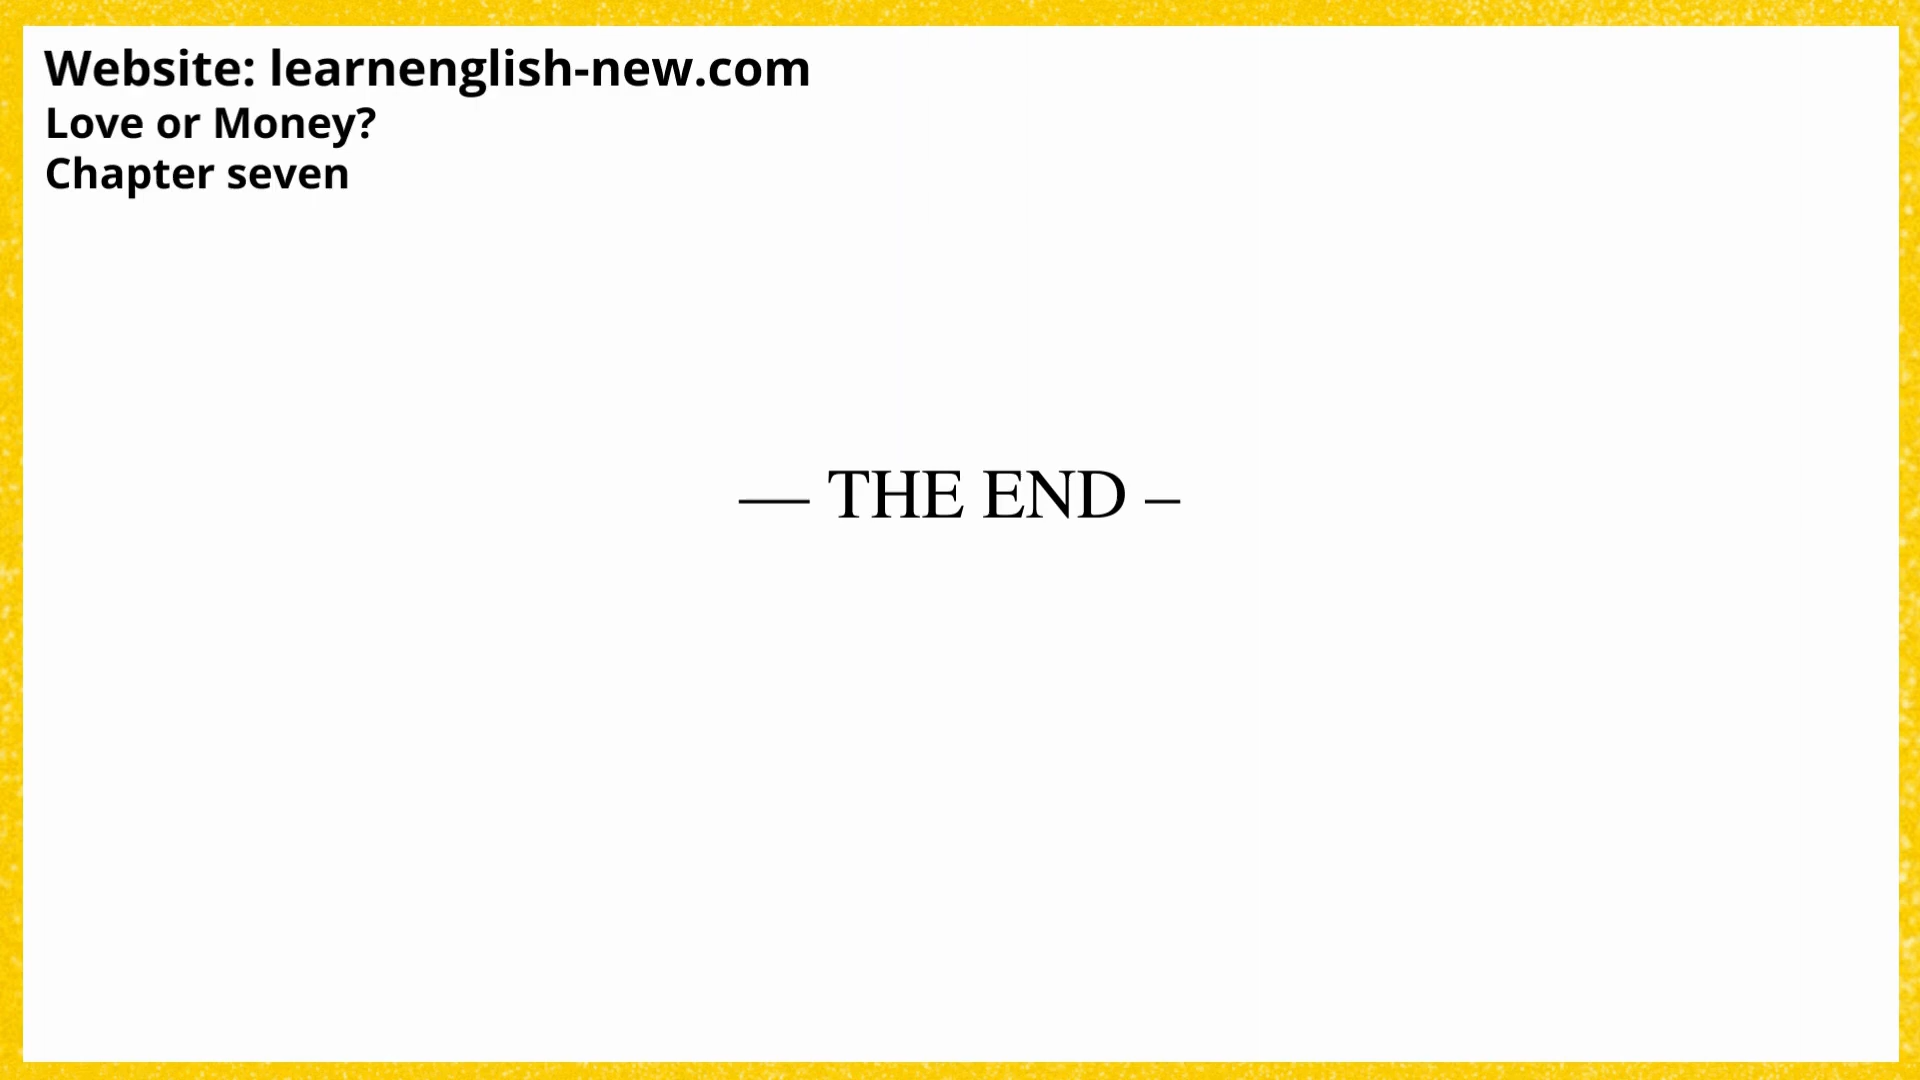 Website: learnenglish-new.com
Love or Money?
Chapter seven
— THE END –